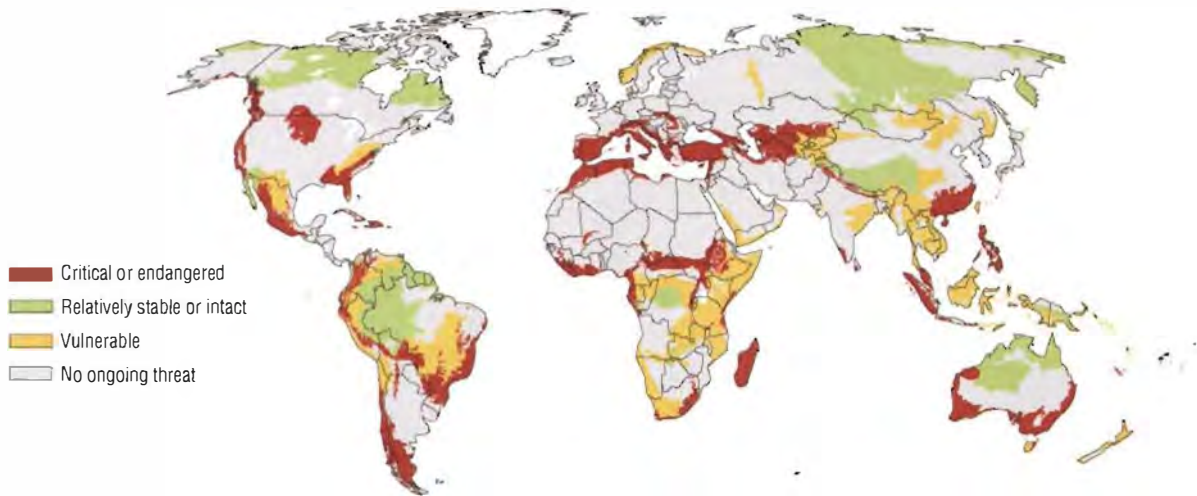 Critical or endangered
Relatively stable or intact
Vulnerable
No ongoing threat